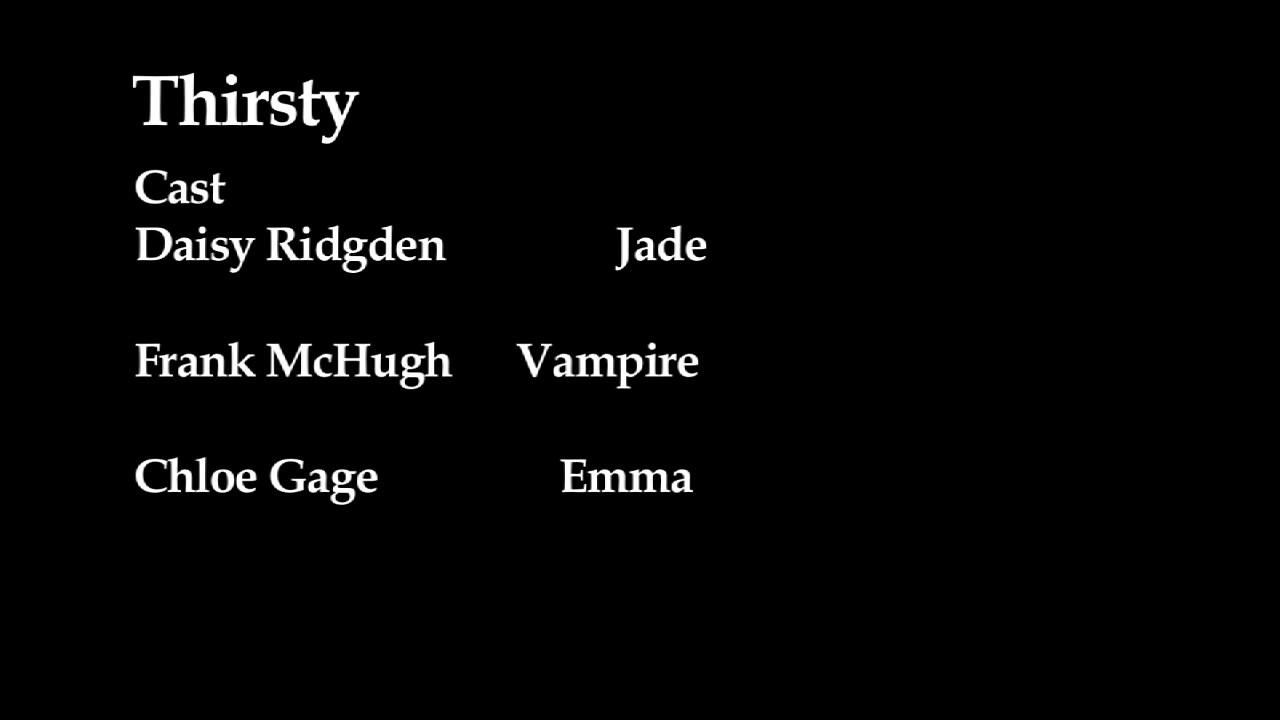 Thirsty
Cast
Daisy Ridgden Jade
Frank McHugh Vampire
Chloe Gage Emma